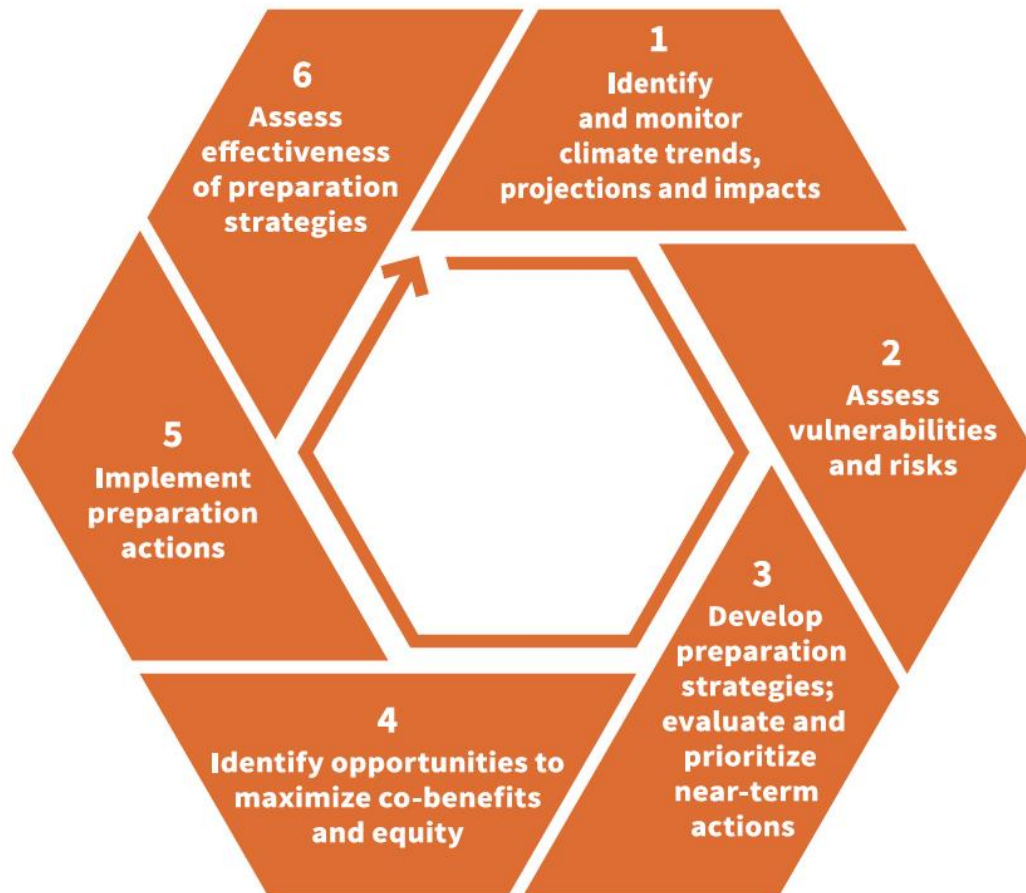 1
Identify
and monitor
climate trends,
projections and impacts
2
Assess
vulnerabilities
and risks
3
Develop
preparation
strategies;
evaluate and
prioritize
near-term
actions
4
Identify opportunities to
maximize co-benefits
and equity
5
Implement
preparation
actions
6
Assess
effectiveness
of preparation
strategies